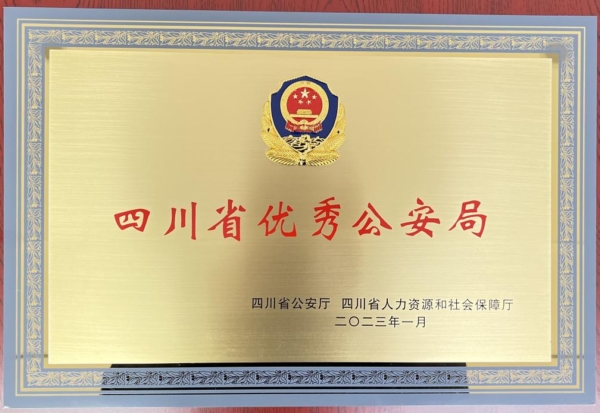 四川省优秀公安局
四川省公安厅 四川省人力资源和社会保障厅
二〇二三年一月